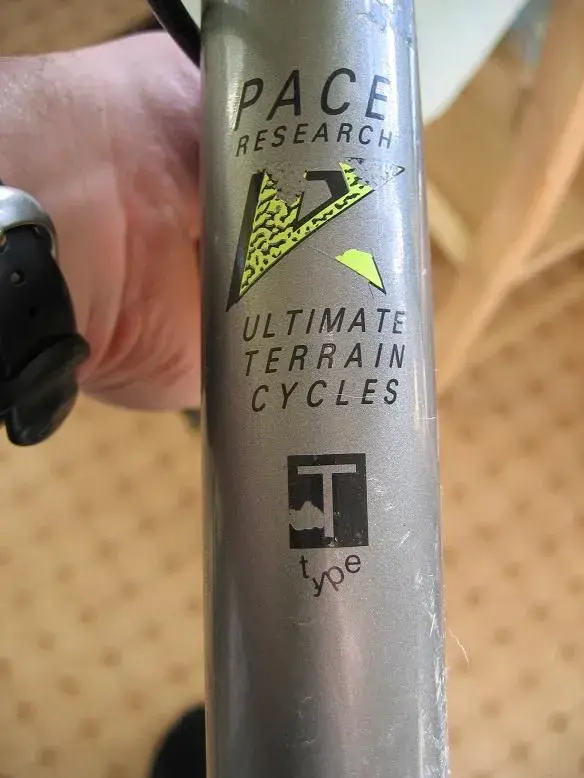 PACE
RESEARCH
ULTIMATE
TERRAIN
CYCLES
T
type